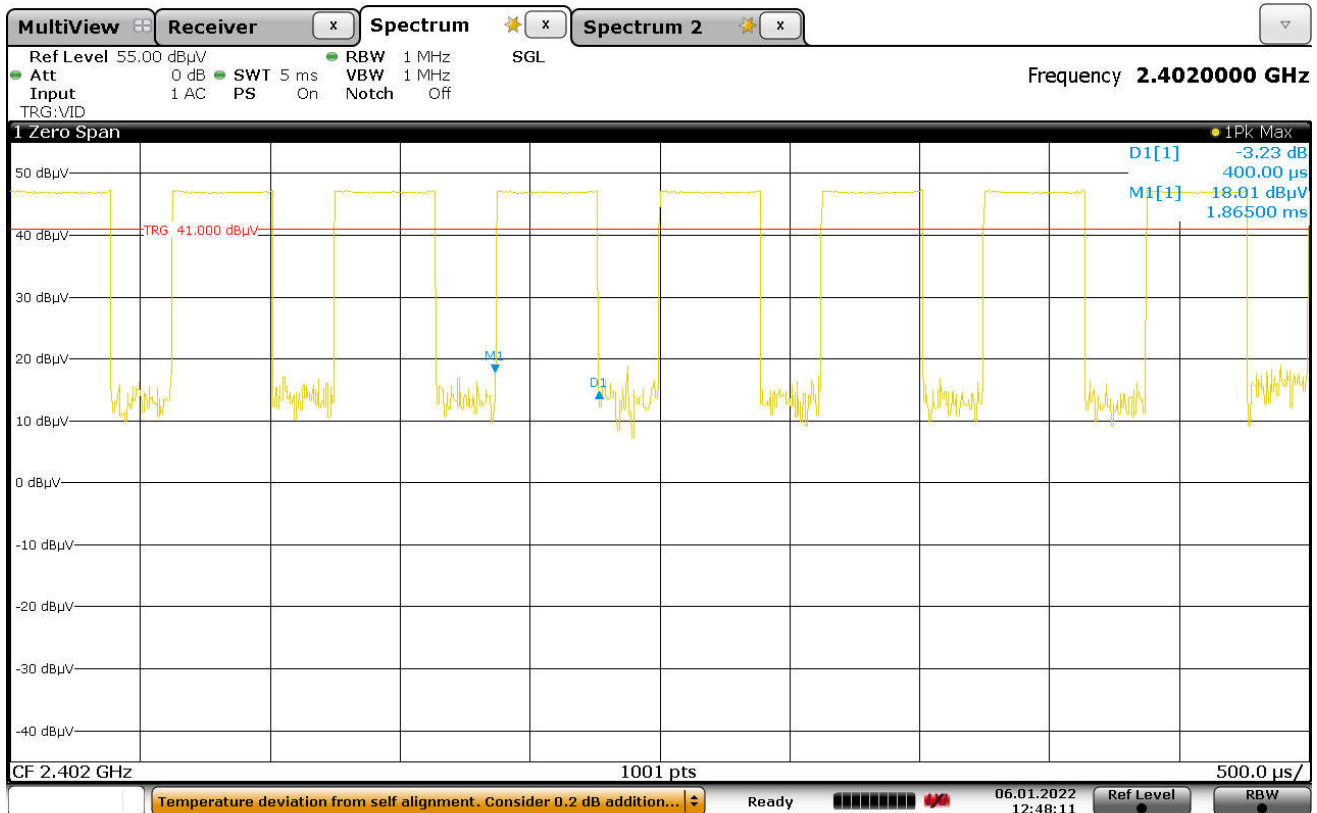 MultiView Receiver x Spectrum x Spectrum 2 x
Ref Level 55.00 dBµV RBW 1 MHz SGL
Att 0 dB SWT 5 ms VBW 1 MHz Frequency 2.4020000 GHz
Input 1 AC PS On Notch Off
TRG:VID
1 Zero Span 1Pk Max
D1[1] -3.23 dB
400.00 µs
M1[1] 18.01 dBµV
1.86500 ms
50 dBµV
TRG 41.000 dBµV
40 dBµV
30 dBµV
20 dBµV
M1
D1
10 dBµV
0 dBµV
-10 dBµV
-20 dBµV
-30 dBµV
-40 dBµV
CF 2.402 GHz 1001 pts 500.0 µs/
Temperature deviation from self alignment. Consider 0.2 dB addition... Ready 06.01.2022 Ref Level RBW
12:48:11